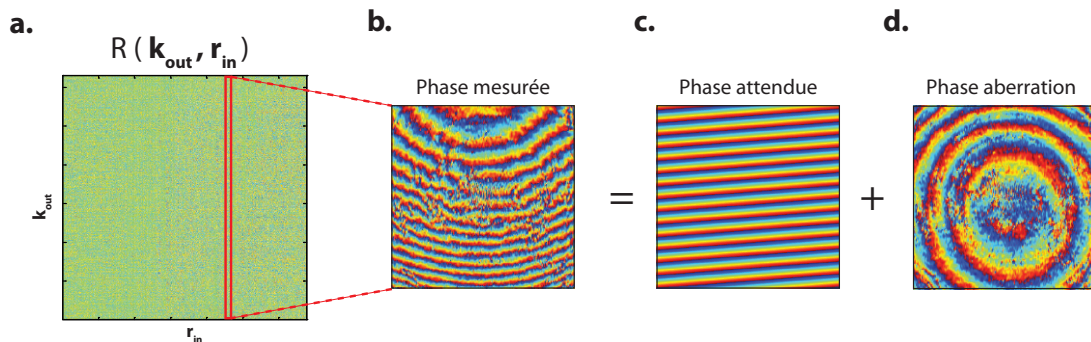 a.
b.
c.
d.
R ( k_out, r_in )
Phase mesurée
Phase attendue
Phase aberration
=
+
k_out
r_in